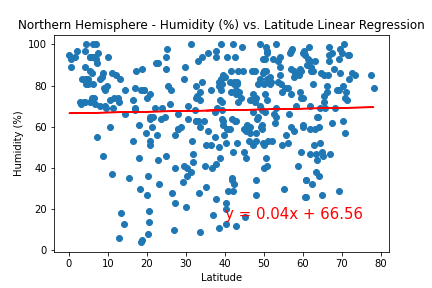 Northern Hemisphere - Humidity (%) vs. Latitude Linear Regression
100
80
60
40
20
0
Humidity (%)
y = 0.04x + 66.56
0 10 20 30 40 50 60 70 80
Latitude